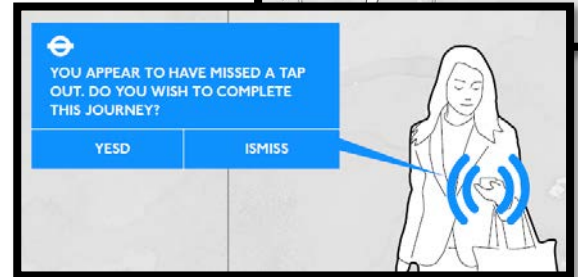 YOU APPEAR TO HAVE MISSED A TAP
OUT. DO YOU WISH TO COMPLETE
THIS JOURNEY?
YESD ISMISS